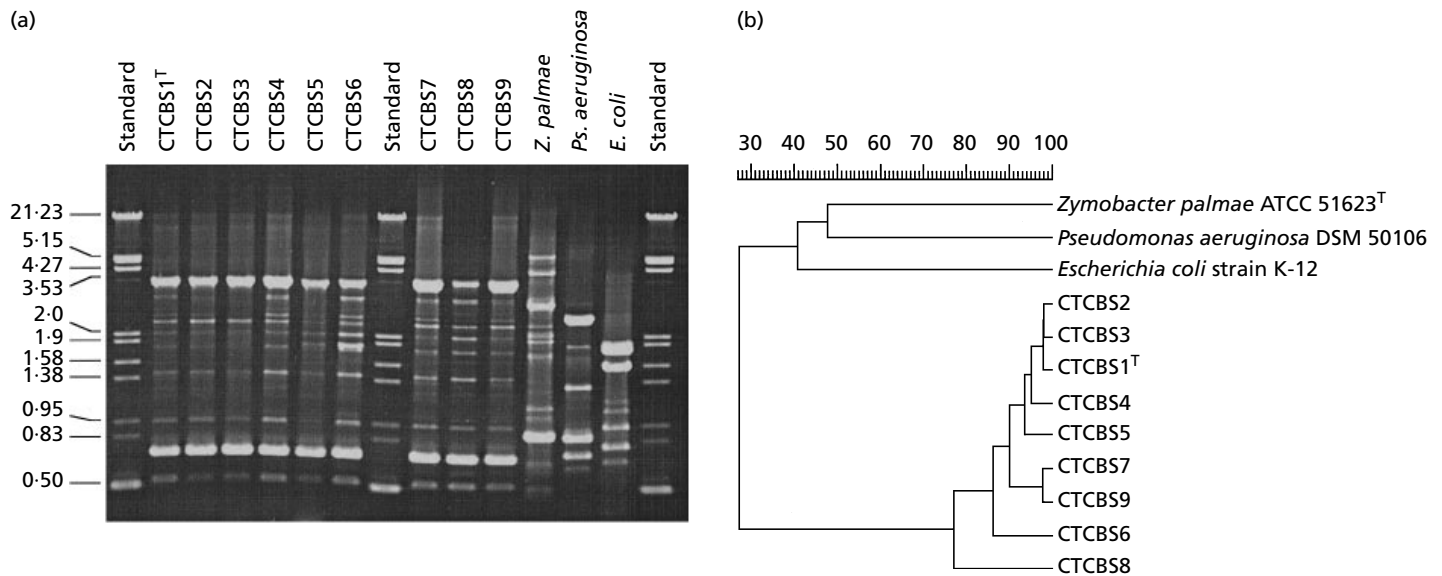 (a)
Standard
CTCBS1ᵀ
CTCBS2
CTCBS3
CTCBS4
CTCBS5
CTCBS6
Standard
CTCBS7
CTCBS8
CTCBS9
Z. palmae
Ps. aeruginosa
E. coli
Standard
21·23
5·15
4·27
3·53
2·0
1·9
1·58
1·38
0·95
0·83
0·50
(b)
30 40 50 60 70 80 90 100
Zymobacter palmae ATCC 51623ᵀ
Pseudomonas aeruginosa DSM 50106
Escherichia coli strain K-12
CTCBS2
CTCBS3
CTCBS1ᵀ
CTCBS4
CTCBS5
CTCBS7
CTCBS9
CTCBS6
CTCBS8